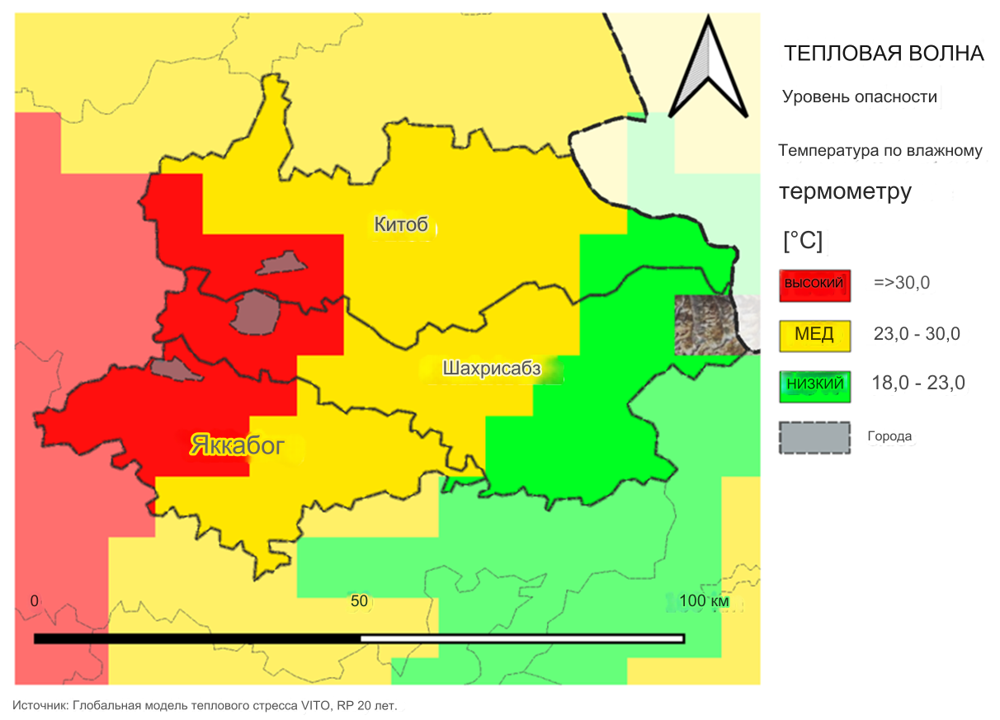 ТЕПЛОВАЯ ВОЛНА
Уровень опасности
Температура по влажному
термометру
[°C]
ВЫСОКИЙ =>30,0
МЕД 23,0 - 30,0
НИЗКИЙ 18,0 - 23,0
Города
Китоб
Шахрисабз
Яккабог
0 50 100 км
Источник: Глобальная модель теплового стресса VITO, RP 20 лет.